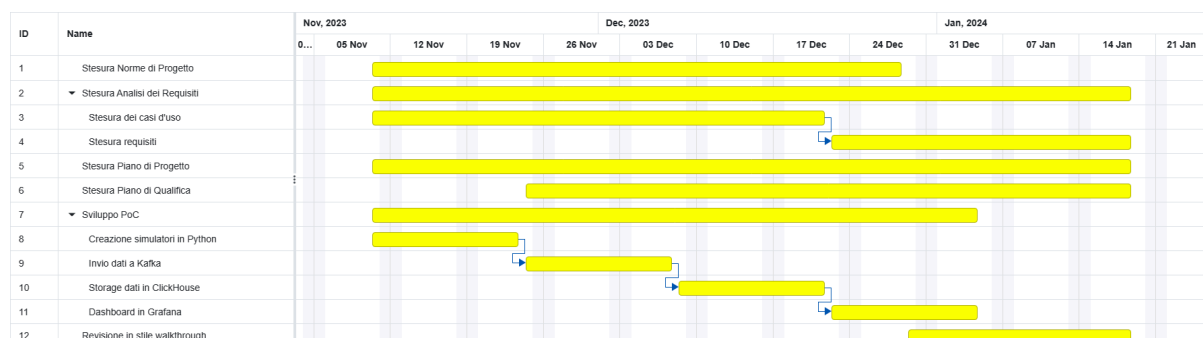 ID Name Nov, 2023 Dec, 2023 Jan, 2024
0... 05 Nov 12 Nov 19 Nov 26 Nov 03 Dec 10 Dec 17 Dec 24 Dec 31 Dec 07 Jan 14 Jan 21 Jan
1 Stesura Norme di Progetto
2 Stesura Analisi dei Requisiti
3 Stesura dei casi d'uso
4 Stesura requisiti
5 Stesura Piano di Progetto
6 Stesura Piano di Qualifica
7 Sviluppo PoC
8 Creazione simulatori in Python
9 Invio dati a Kafka
10 Storage dati in ClickHouse
11 Dashboard in Grafana
12 Revisione in stile walkthrough